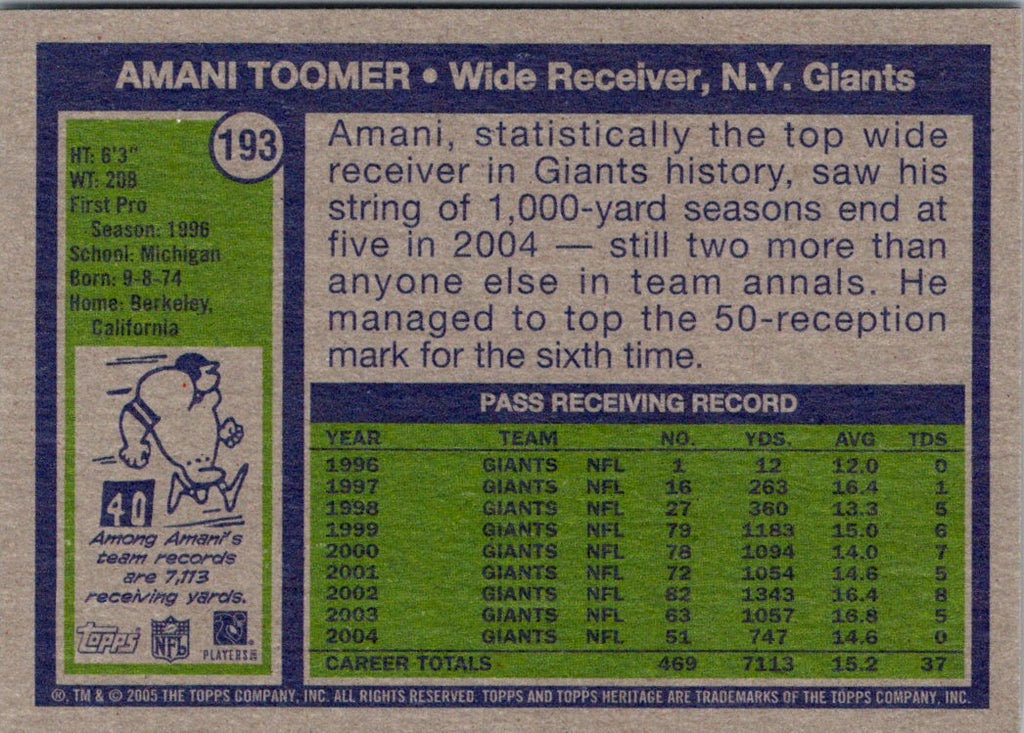 AMANI TOOMER • Wide Receiver, N.Y. Giants
193
HT: 6'3"
WT: 208
First Pro
Season: 1996
School: Michigan
Born: 9-8-74
Home: Berkeley,
California
40
Among Amani's
team records
are 7,113
receiving yards.
Topps NFL PLAYERS INC
Amani, statistically the top wide
receiver in Giants history, saw his
string of 1,000-yard seasons end at
five in 2004 — still two more than
anyone else in team annals. He
managed to top the 50-reception
mark for the sixth time.
PASS RECEIVING RECORD
YEAR TEAM NO. YDS. AVG TDS
1996 GIANTS NFL 1 12 12.0 0
1997 GIANTS NFL 16 263 16.4 1
1998 GIANTS NFL 27 360 13.3 5
1999 GIANTS NFL 79 1183 15.0 6
2000 GIANTS NFL 78 1094 14.0 7
2001 GIANTS NFL 72 1054 14.6 5
2002 GIANTS NFL 82 1343 16.4 8
2003 GIANTS NFL 63 1057 16.8 5
2004 GIANTS NFL 51 747 14.6 0
CAREER TOTALS 469 7113 15.2 37
®, TM & © 2005 THE TOPPS COMPANY, INC. ALL RIGHTS RESERVED. TOPPS AND TOPPS HERITAGE ARE TRADEMARKS OF THE TOPPS COMPANY, INC.